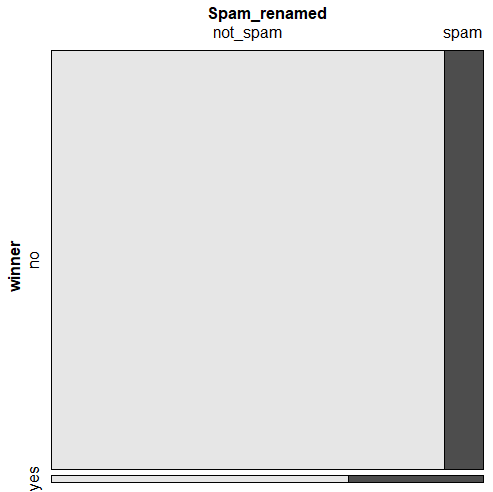 Spam_renamed
not_spam spam
winner
no
yes